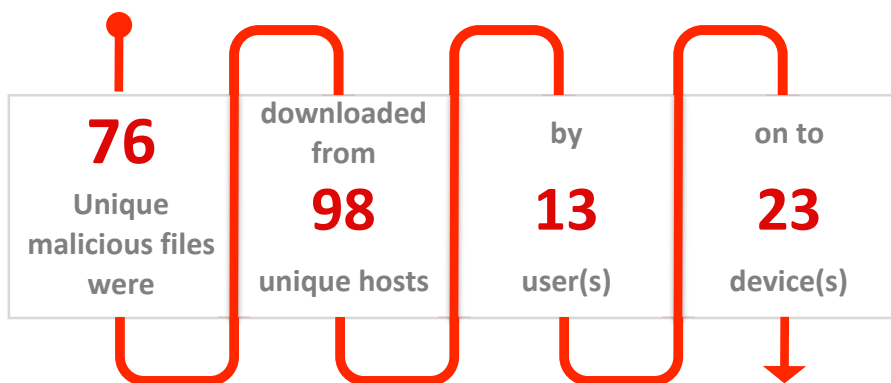 76
Unique
malicious files
were
downloaded
from
98
unique hosts
by
13
user(s)
on to
23
device(s)